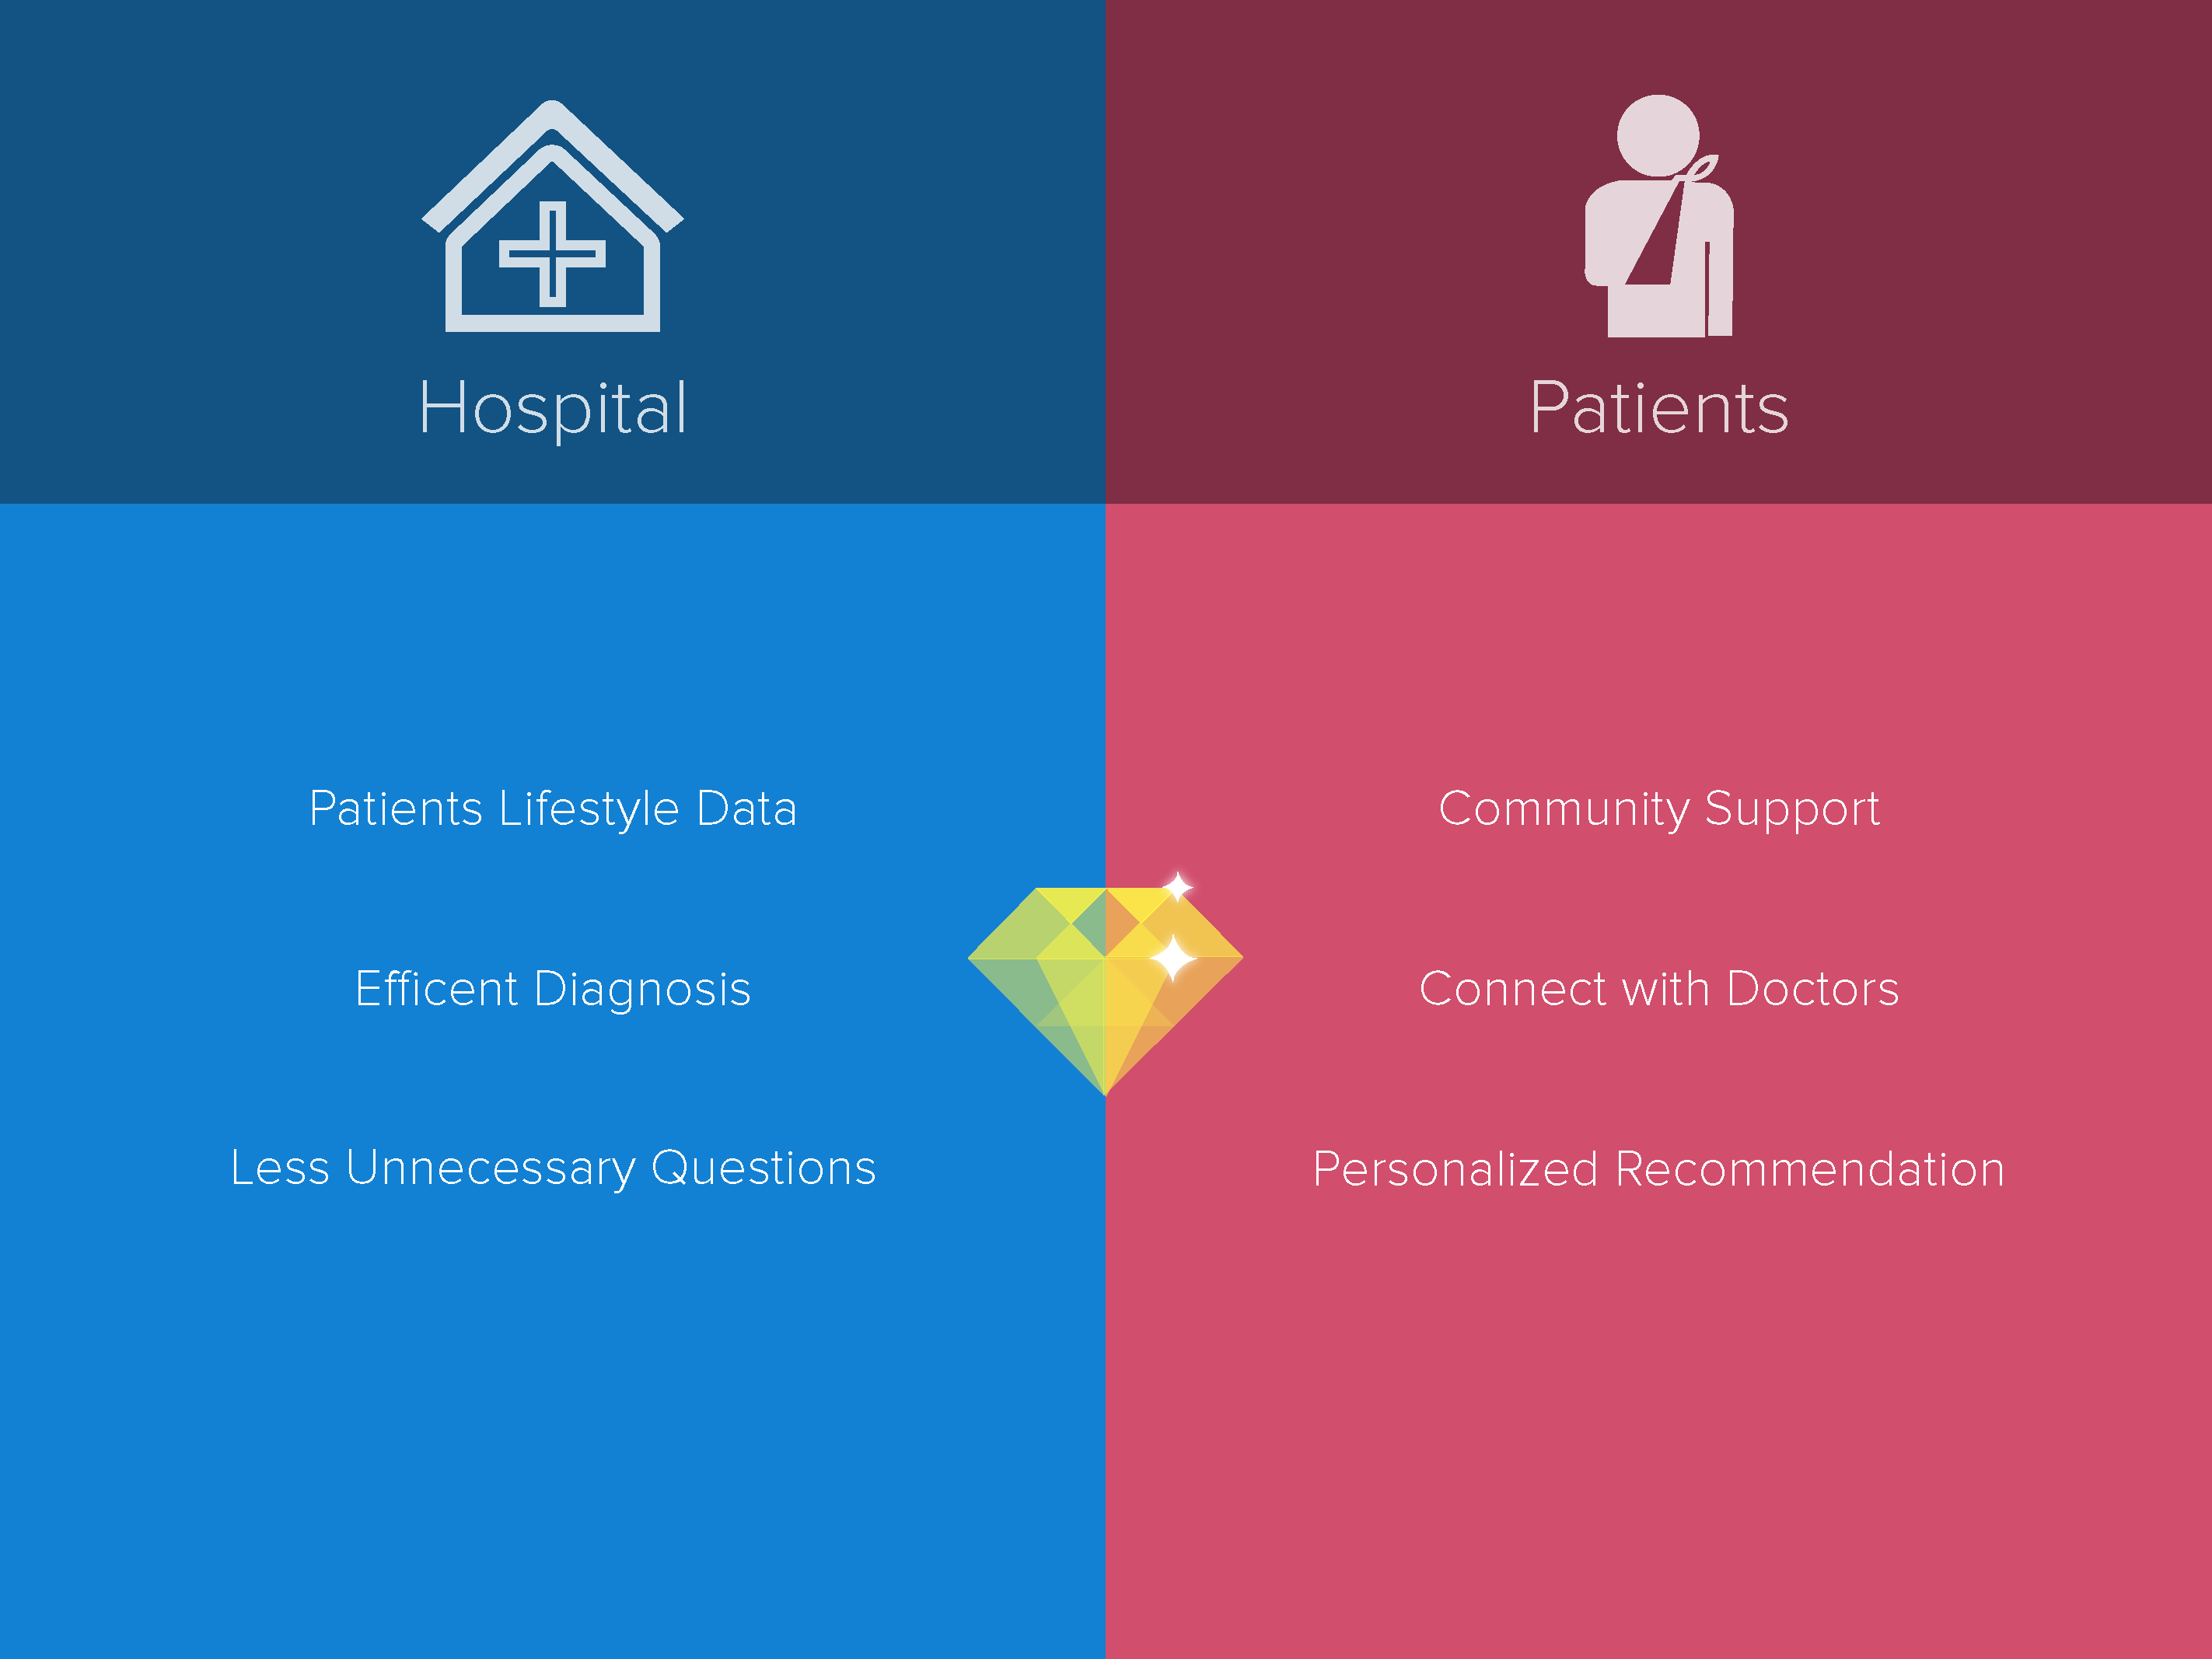 Hospital
Patients
Patients Lifestyle Data
Community Support
Efficent Diagnosis
Connect with Doctors
Less Unnecessary Questions
Personalized Recommendation